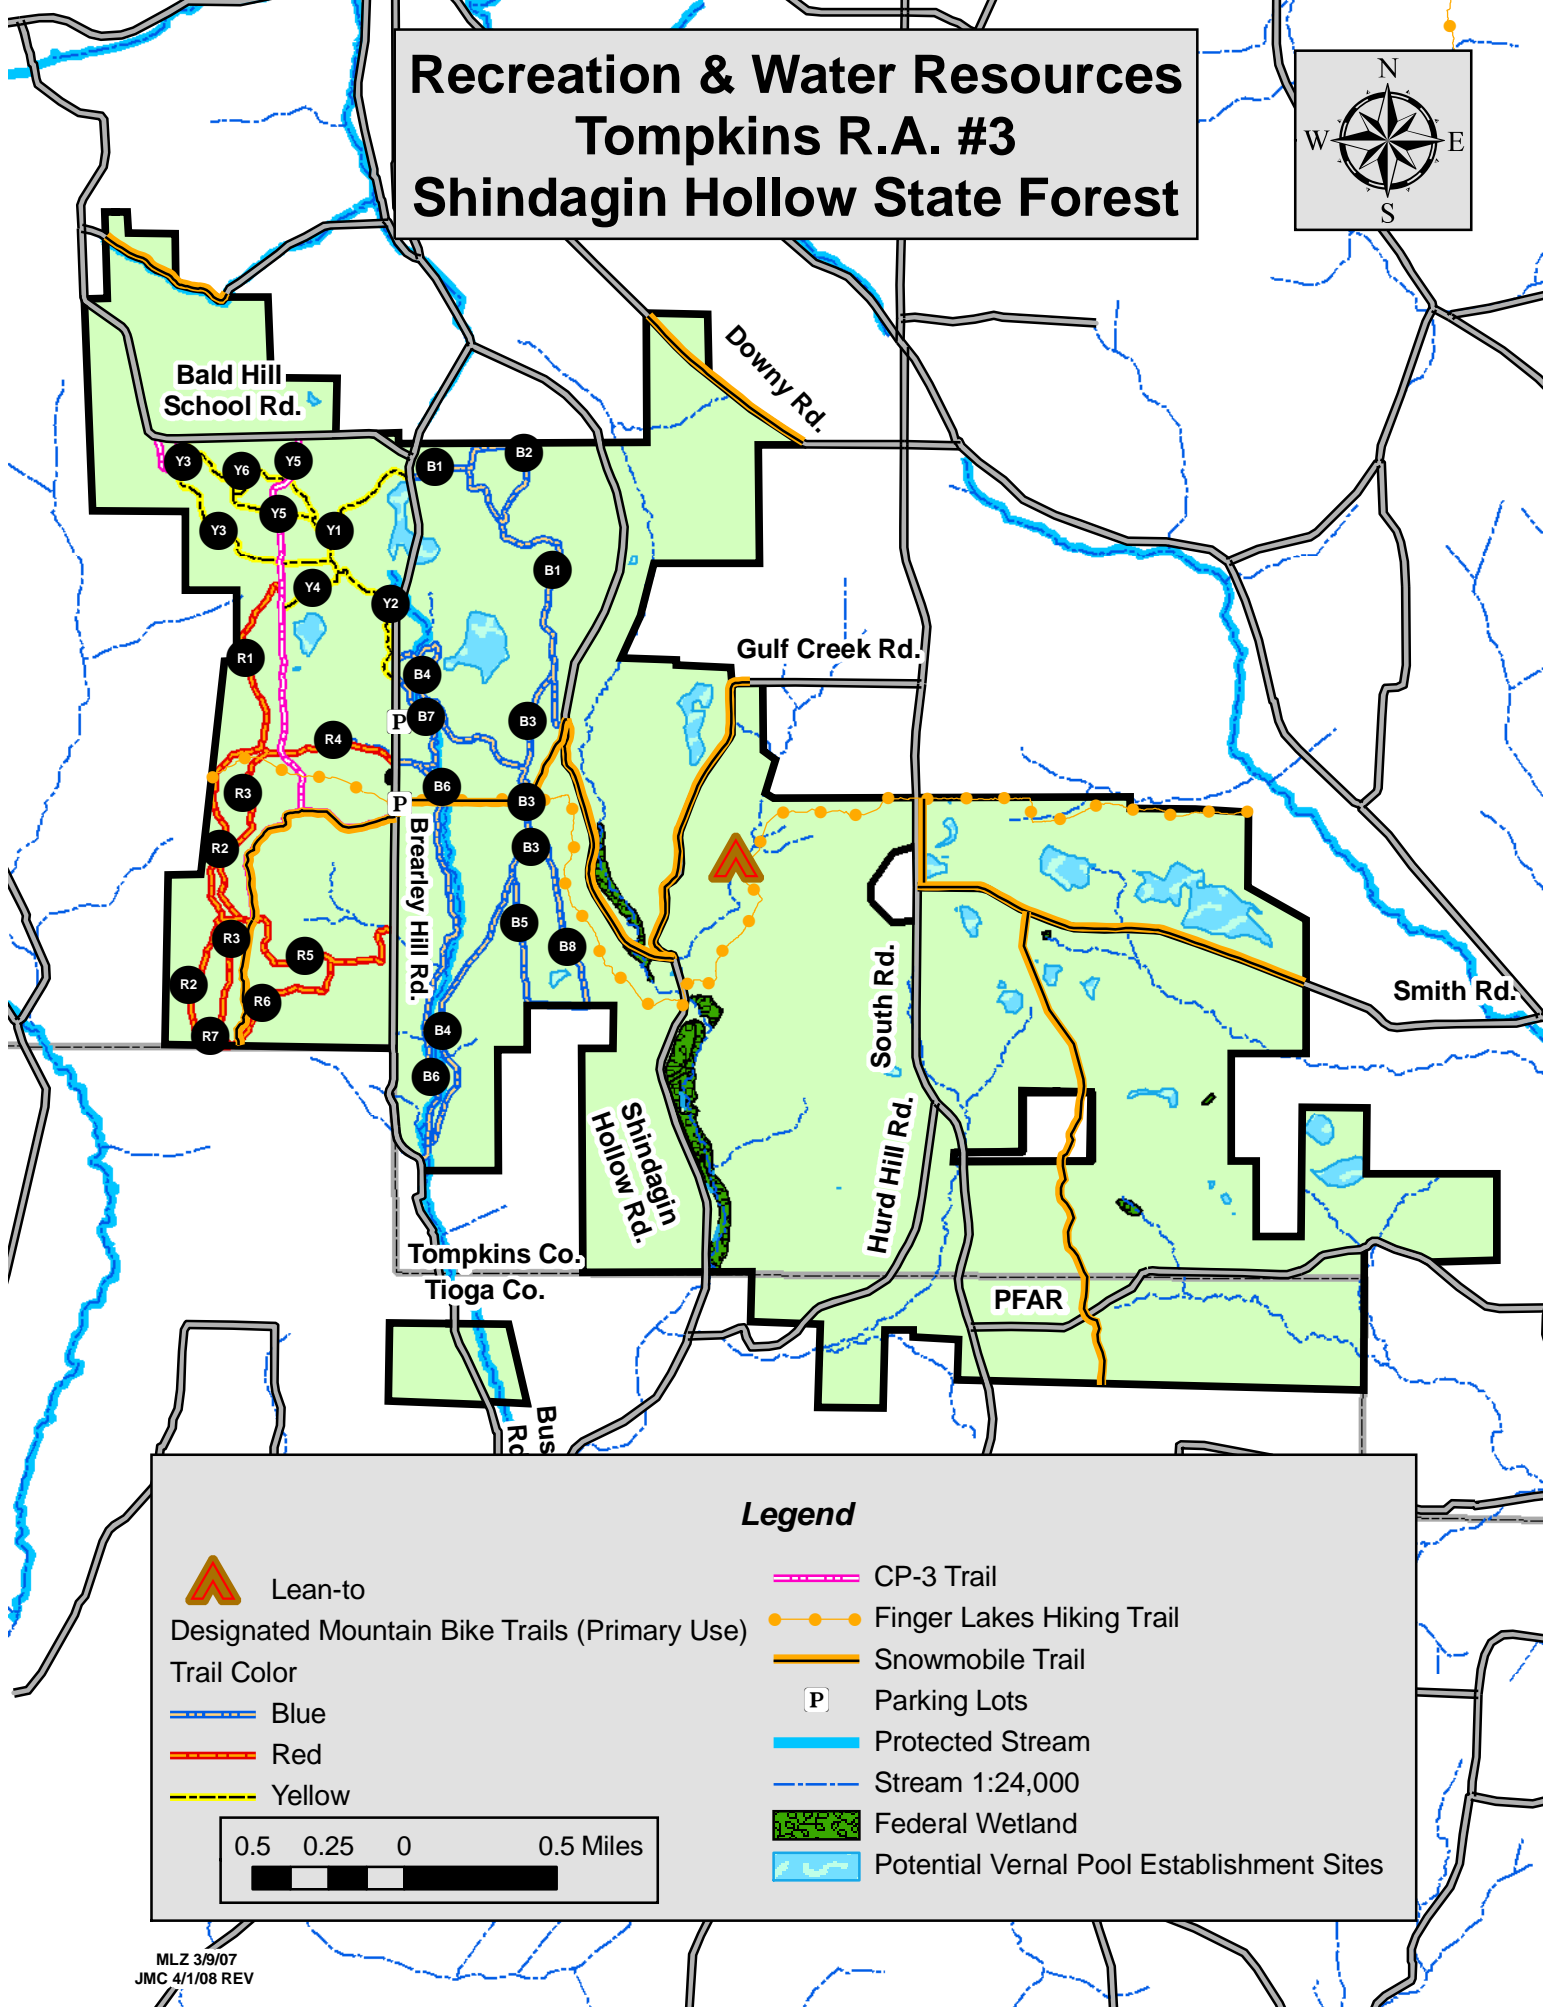 Recreation & Water Resources
Tompkins R.A. #3
Shindagin Hollow State Forest
N
W
E
S
Downy Rd.
Bald Hill
School Rd.
Y3
Y6
Y5
B1
B2
Y5
Y3
Y1
B1
Y4
Y2
R1
B4
Gulf Creek Rd.
P
B7
B3
R4
R3
B6
P
B3
R2
B3
Brearley Hill Rd.
B5
R3
B8
R5
R2
R6
R7
B4
B6
South Rd.
Smith Rd.
Shindagin
Hollow Rd.
Hurd Hill Rd.
Tompkins Co.
Tioga Co.
PFAR
Bus
Rd
Legend
Lean-to
Designated Mountain Bike Trails (Primary Use)
Trail Color
Blue
Red
Yellow
CP-3 Trail
Finger Lakes Hiking Trail
Snowmobile Trail
P Parking Lots
Protected Stream
Stream 1:24,000
Federal Wetland
Potential Vernal Pool Establishment Sites
0.5 0.25 0 0.5 Miles
MLZ 3/9/07
JMC 4/1/08 REV